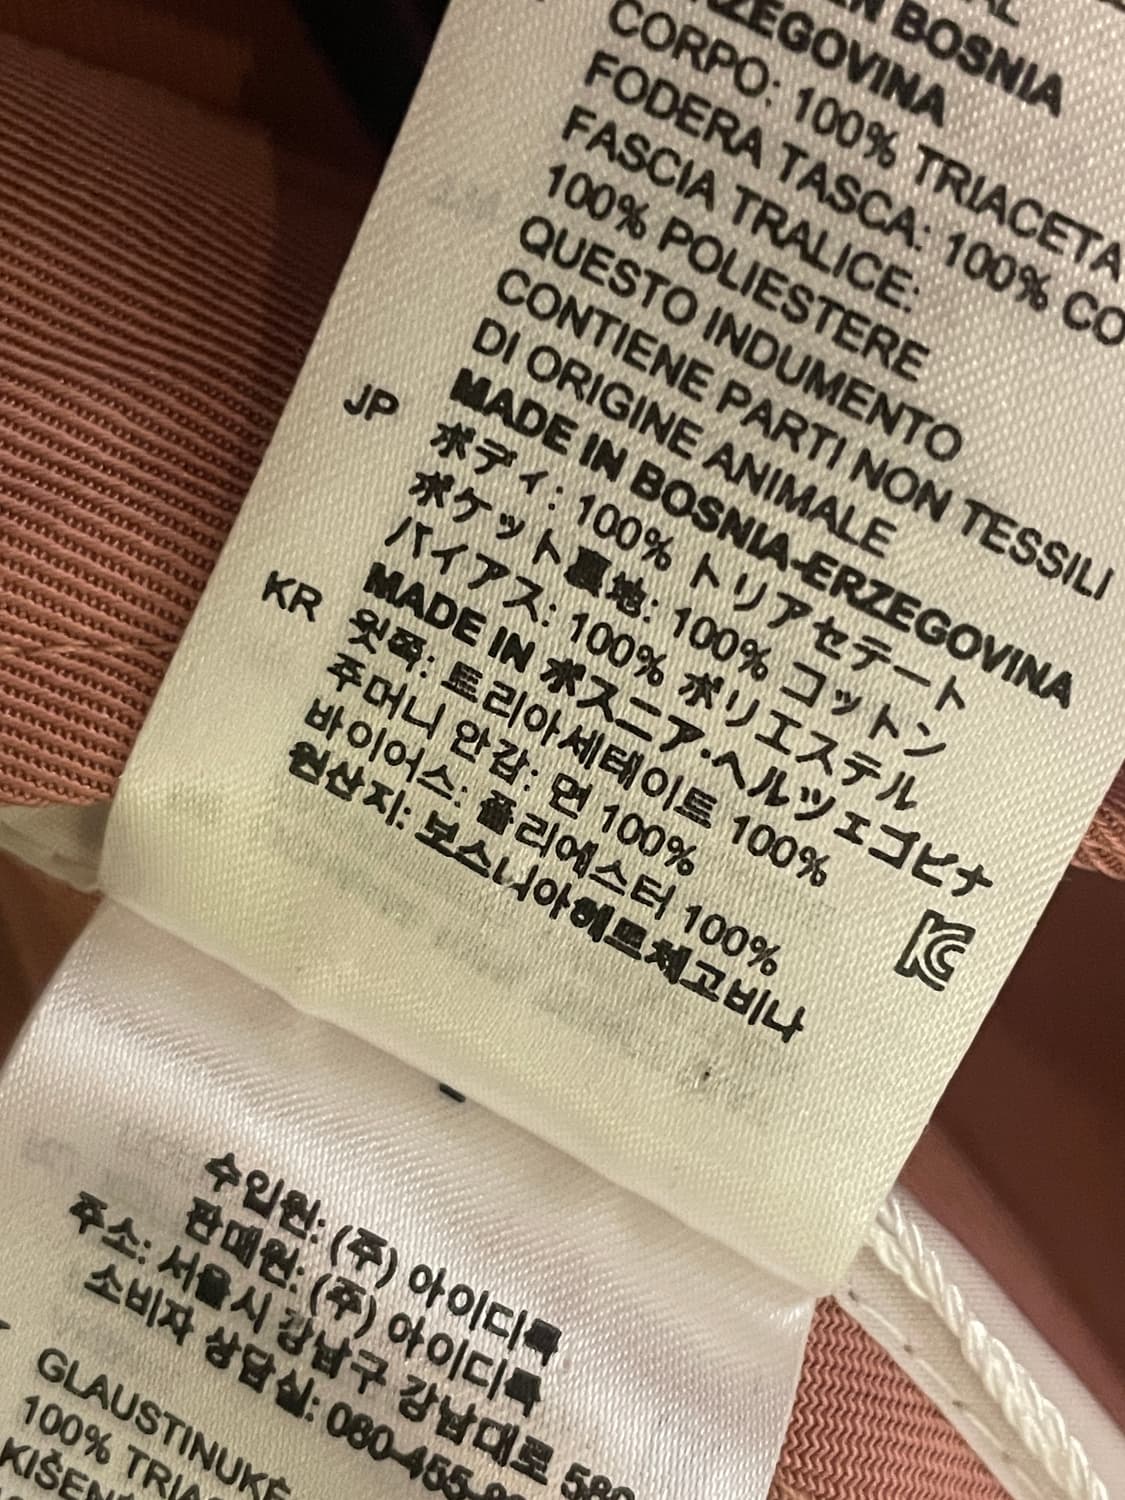 EN BOSNIA
ERZEGOVINA
CORPO: 100% TRIACETA
FODERA TASCA: 100% CO
FASCIA TRALICE:
100% POLIESTERE
QUESTO INDUMENTO
CONTIENE PARTI NON TESSILI
DI ORIGINE ANIMALE
MADE IN BOSNIA-ERZEGOVINA
JP ボディ: 100% トリアセテート
ポケット裏地: 100% コットン
バイアス: 100% ポリエステル
MADE IN ボスニア・ヘルツェゴビナ
KR 윗쪽: 트리아세테이트 100%
주머니 안감: 면 100%
바이어스: 폴리에스터 100%
원산지: 보스니아헤르체고비나
수입원: (주) 아이디룩
판매원: (주) 아이디룩
주소: 서울시 강남구 강남대로
소비자 상담실: 080-455-
GLAUSTINUKĖ
100% TRIA
KIŠEN